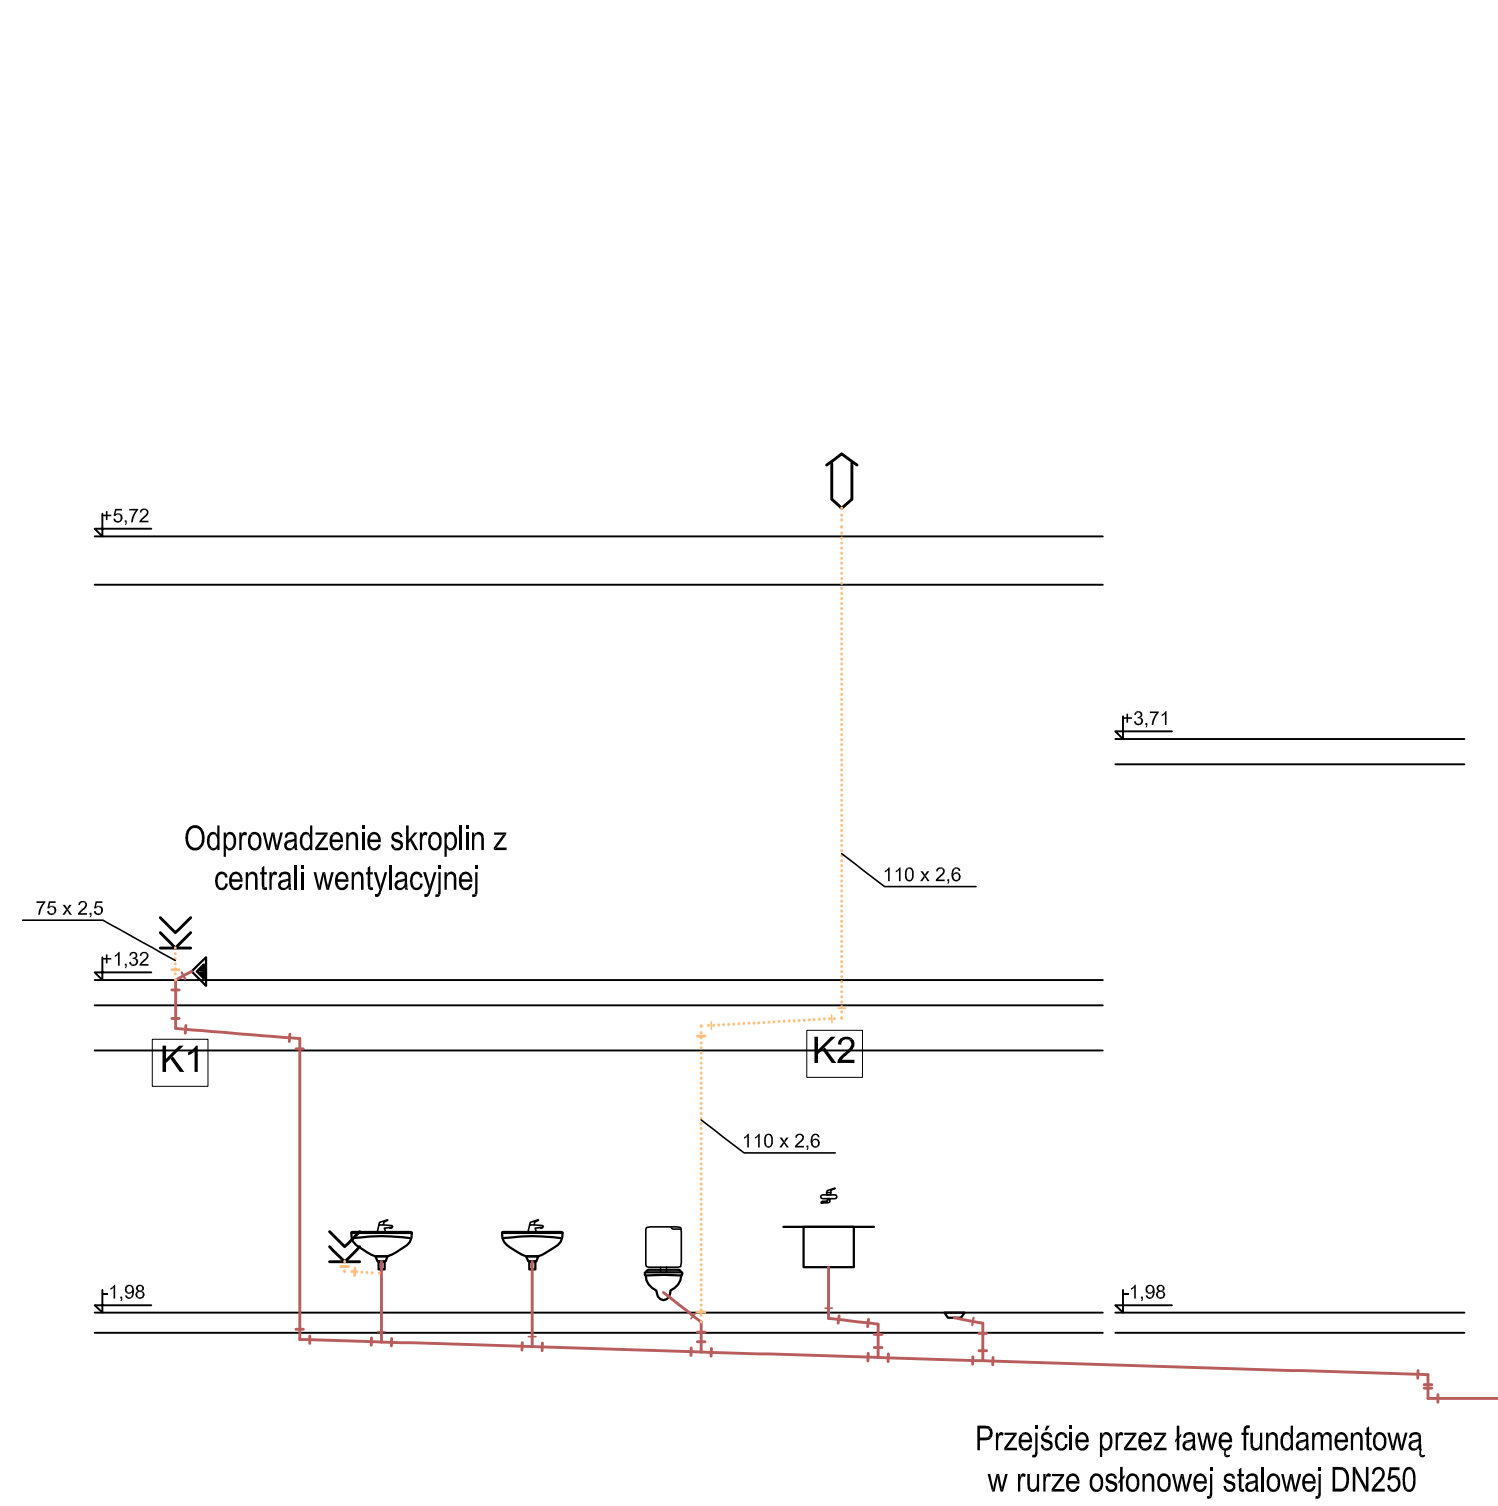 +5,72
+3,71
Odprowadzenie skroplin z
centrali wentylacyjnej
110 x 2,6
75 x 2,5
+1,32
K1
K2
110 x 2,6
-1,98
-1,98
Przejście przez ławę fundamentową
w rurze osłonowej stalowej DN250